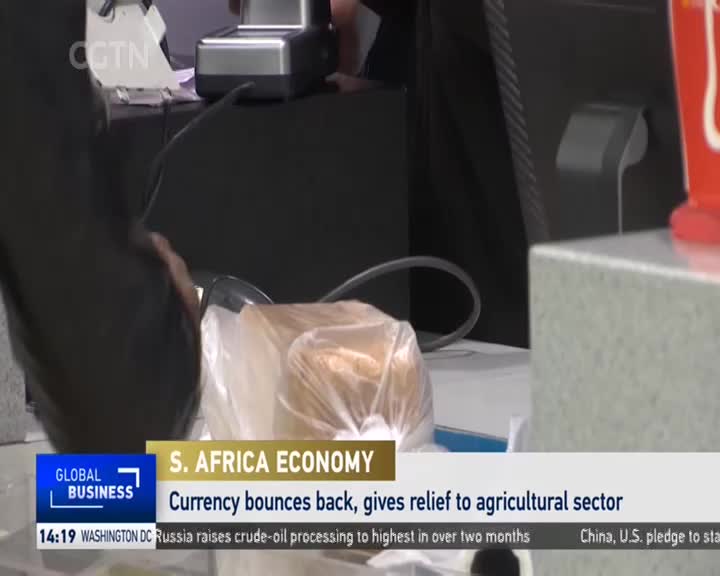 CGTN
S. AFRICA ECONOMY
GLOBAL
BUSINESS
Currency bounces back, gives relief to agricultural sector
14:19 WASHINGTON DC
Russia raises crude-oil processing to highest in over two months
China, U.S. pledge to sta